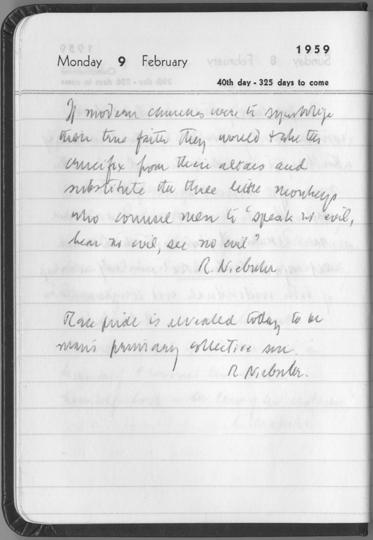 1959
Monday 9 February
40th day - 325 days to come
If modern churches were to symbolize
their true faith they would take the
crucifix from their altars and
substitute the three little monkeys
who counsel men to "speak no evil,
hear no evil, see no evil"
R. Niebuhr
Race pride is revealed today to be
man's primary collective sin.
R Niebuhr.